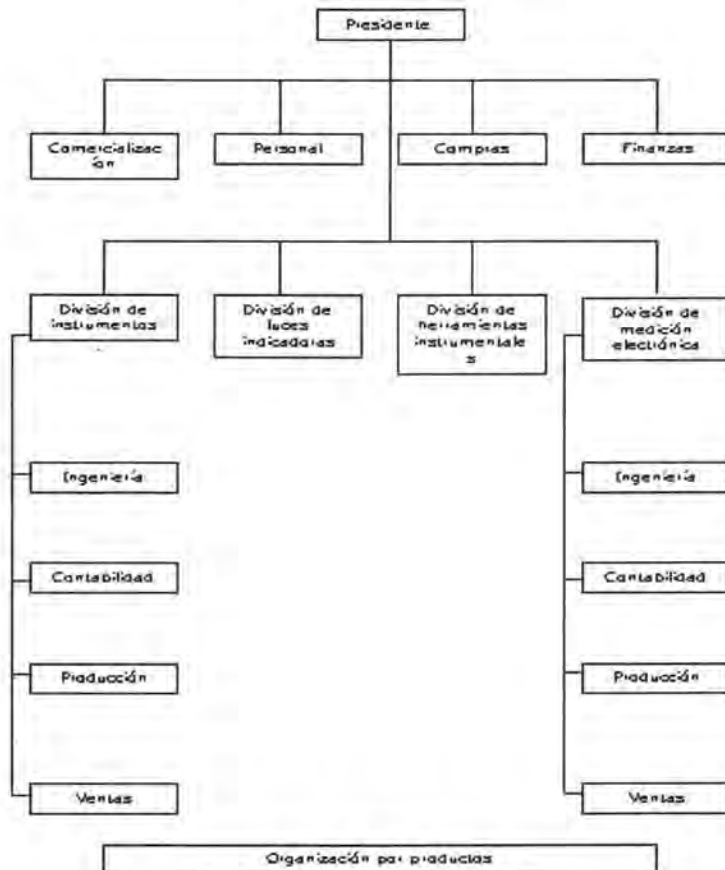 Presidente
Comercializac
ión
Personal
Compras
Finanzas
División de
instrumentos
.
División de
luces
indicadoras
División de
herramientas
instrumentale
s
División de
medición
electrónica
Ingeniería
Ingeniería
Contabilidad
Contabilidad
Producción
Producción
Ventas
Ventas
Organización por productos